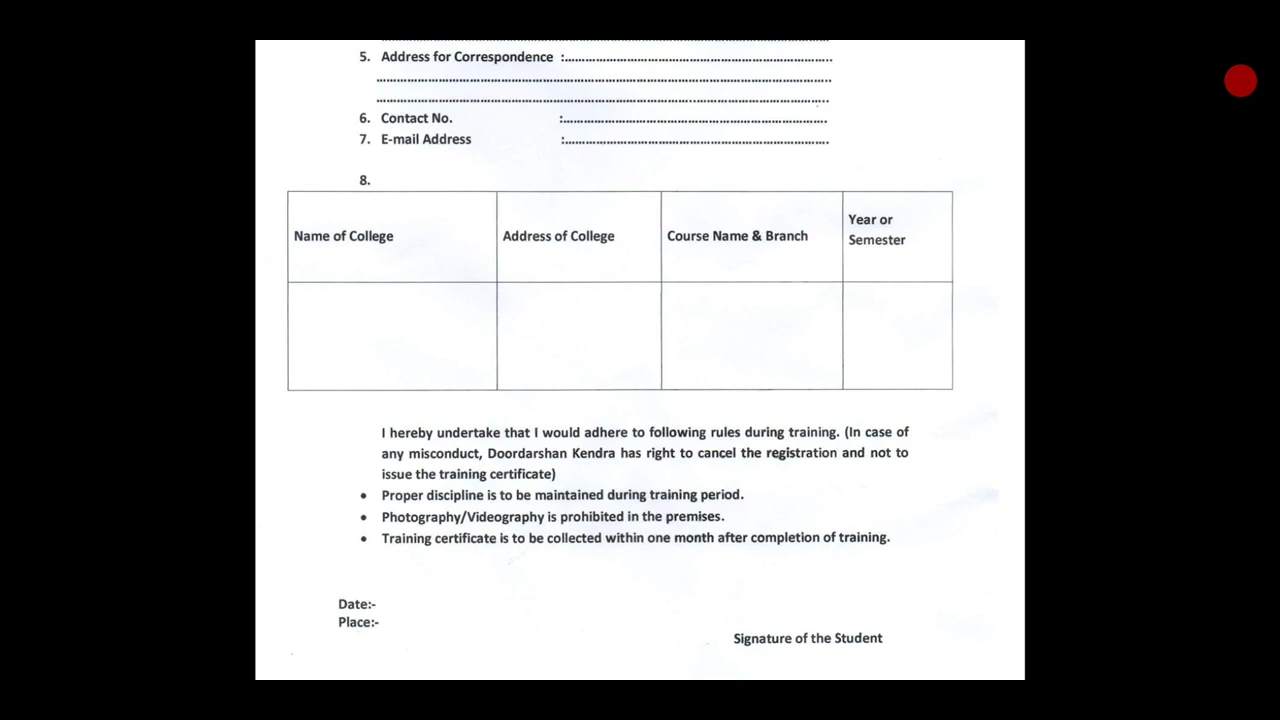 5. Address for Correspondence :...............................................................................
....................................................................................................................................
....................................................................................................................................
6. Contact No. :...............................................................................
7. E-mail Address :...............................................................................
8.
Name of College
Address of College
Course Name & Branch
Year or
Semester
I hereby undertake that I would adhere to following rules during training. (In case of
any misconduct, Doordarshan Kendra has right to cancel the registration and not to
issue the training certificate)
• Proper discipline is to be maintained during training period.
• Photography/Videography is prohibited in the premises.
• Training certificate is to be collected within one month after completion of training.
Date:-
Place:-
Signature of the Student